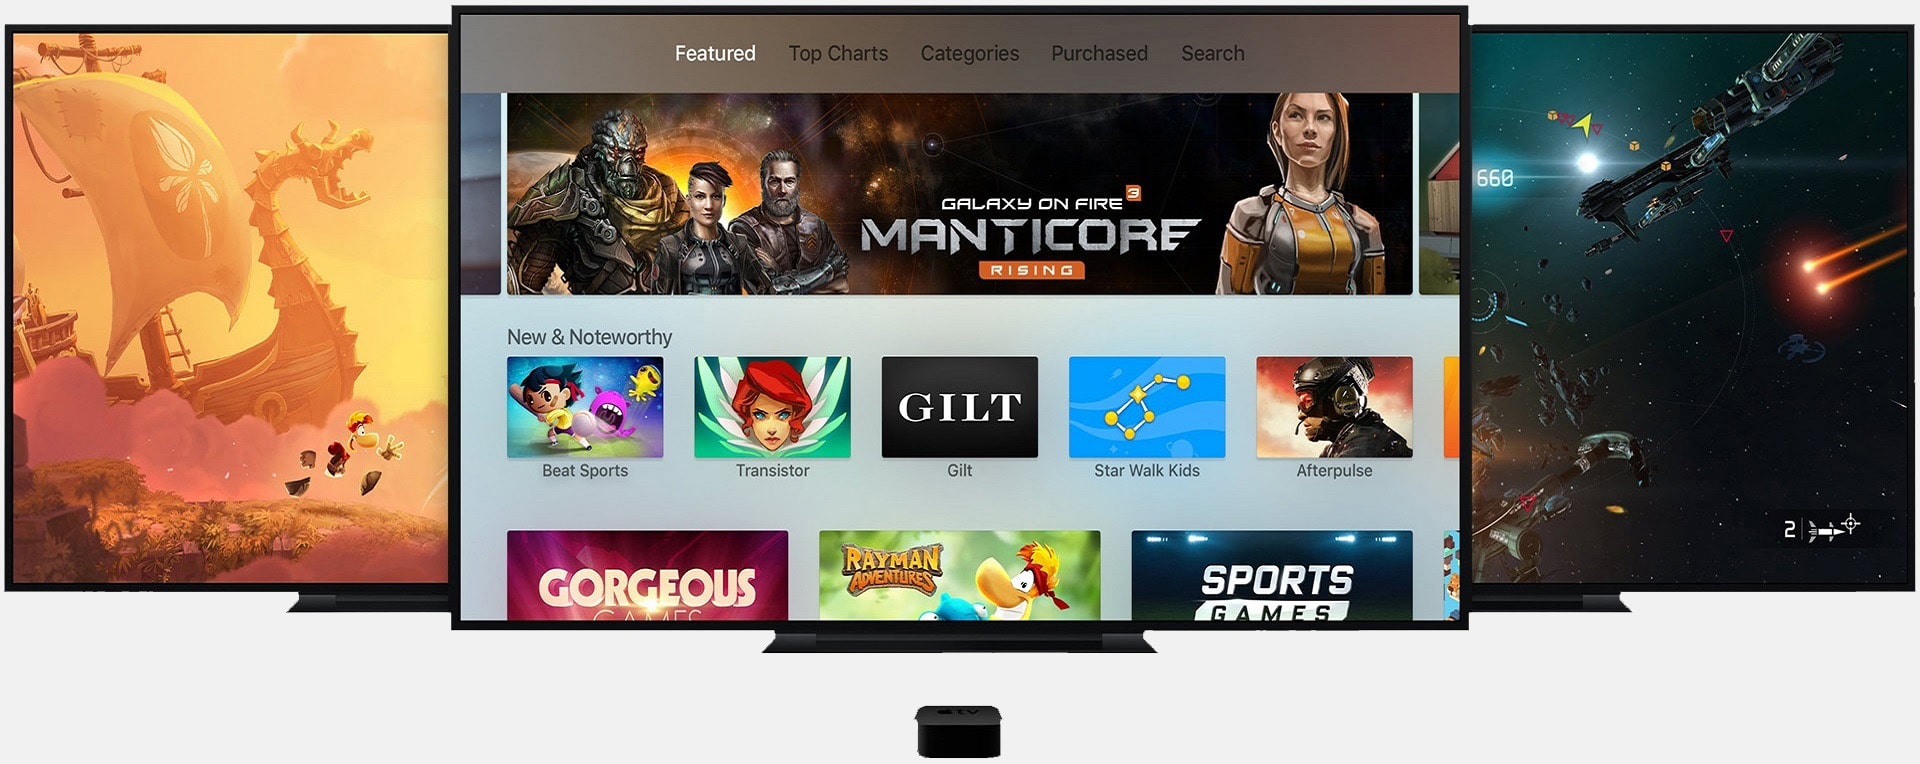 Featured Top Charts Categories Purchased Search
GALAXY ON FIRE 3
MANTICORE
RISING
660
New & Noteworthy
GILT
Beat Sports Transistor Gilt Star Walk Kids Afterpulse
2
GORGEOUS
GAMES
RAYMAN
ADVENTURES
SPORTS
GAMES
tv